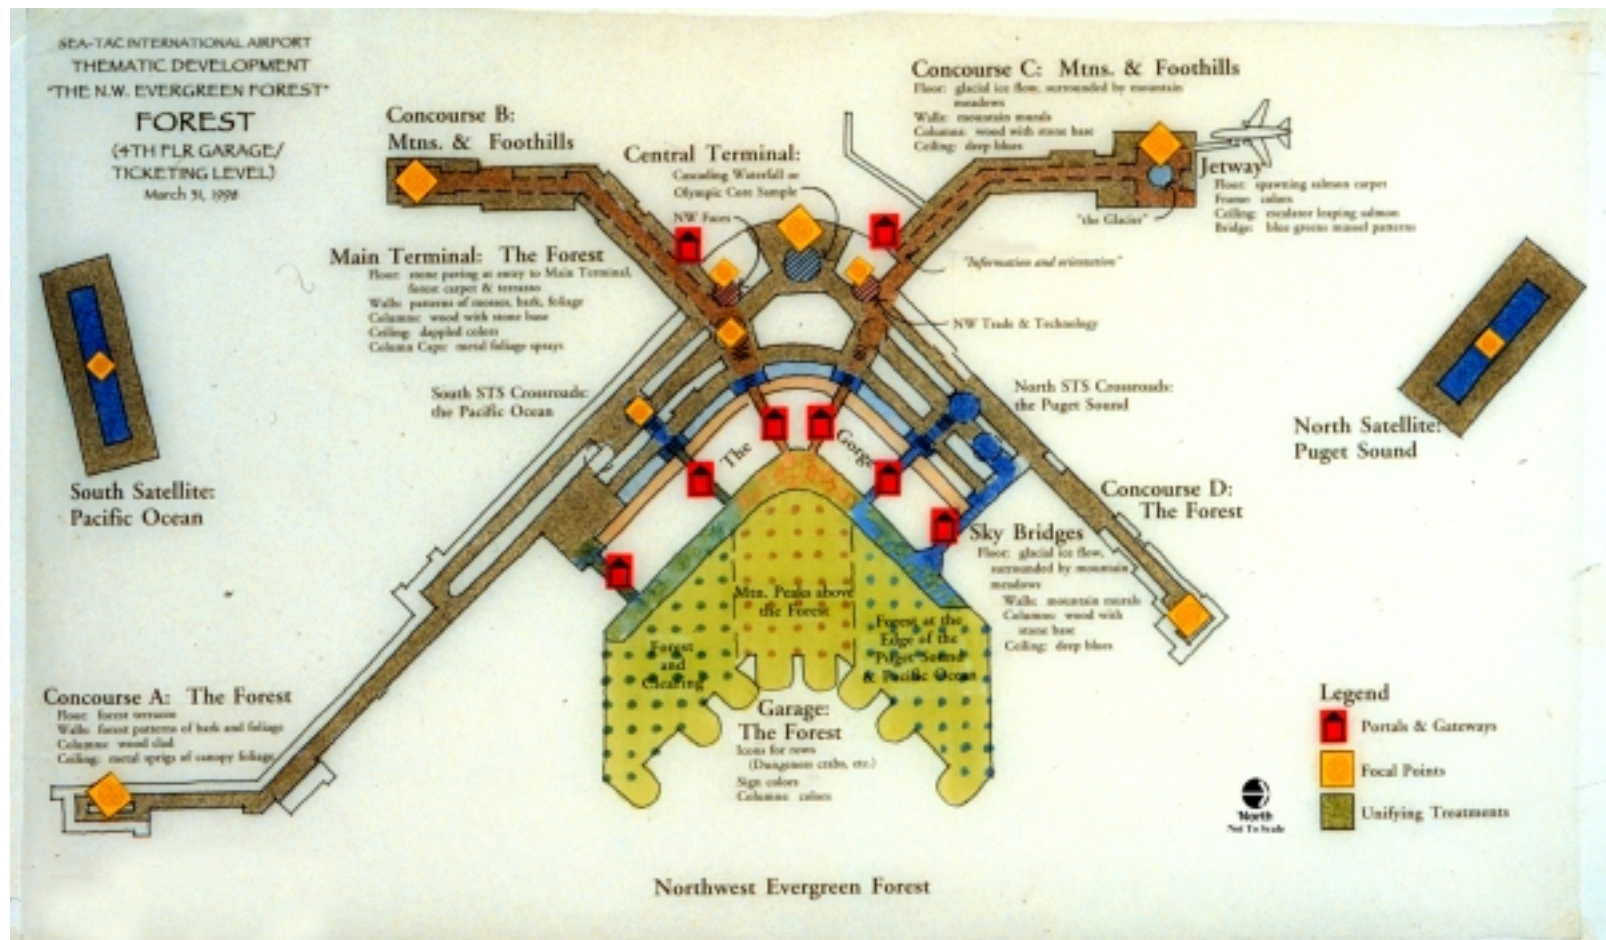 SEA-TAC INTERNATIONAL AIRPORT
THEMATIC DEVELOPMENT
"THE N.W. EVERGREEN FOREST"
FOREST
(4TH FLR GARAGE/
TICKETING LEVEL)
March 31, 1998
Concourse B:
Mtns. & Foothills
Central Terminal:
Cascading Waterfall or
Olympic Core Sample
NW Faces
Concourse C: Mtns. & Foothills
Floor: glacial ice flow, surrounded by mountain
meadows
Walls: mountain murals
Columns: wood with stone base
Ceiling: deep blues
Jetway
Floor: spawning salmon carpet
Frame: colors
Ceiling: escalator leaping salmon
Bridge: blue greens mussel patterns
"the Glacier"
"Information and orientation"
NW Trade & Technology
Main Terminal: The Forest
Floor: stone paving at entry to Main Terminal,
forest carpet & terrazzo
Walls: patterns of mosses, bark, foliage
Columns: wood with stone base
Ceiling: dappled colors
Column Caps: metal foliage sprays
South STS Crossroads:
the Pacific Ocean
North STS Crossroads:
the Puget Sound
The Gorge
South Satellite:
Pacific Ocean
North Satellite:
Puget Sound
Concourse D:
The Forest
Sky Bridges
Floor: glacial ice flow,
surrounded by mountain
meadows
Walls: mountain murals
Columns: wood with
stone base
Ceiling: deep blues
Mtn. Peaks above
the Forest
Forest
and
Clearing
Forest at the
Edge of the
Puget Sound
& Pacific Ocean
Concourse A: The Forest
Floor: forest terrazzo
Walls: forest patterns of bark and foliage
Columns: wood clad
Ceiling: metal sprigs of canopy foliage
Garage:
The Forest
Icons for rows
(Dungeness crabs, etc.)
Sign colors
Columns: colors
Legend
Portals & Gateways
Focal Points
Unifying Treatments
North
Not To Scale
Northwest Evergreen Forest